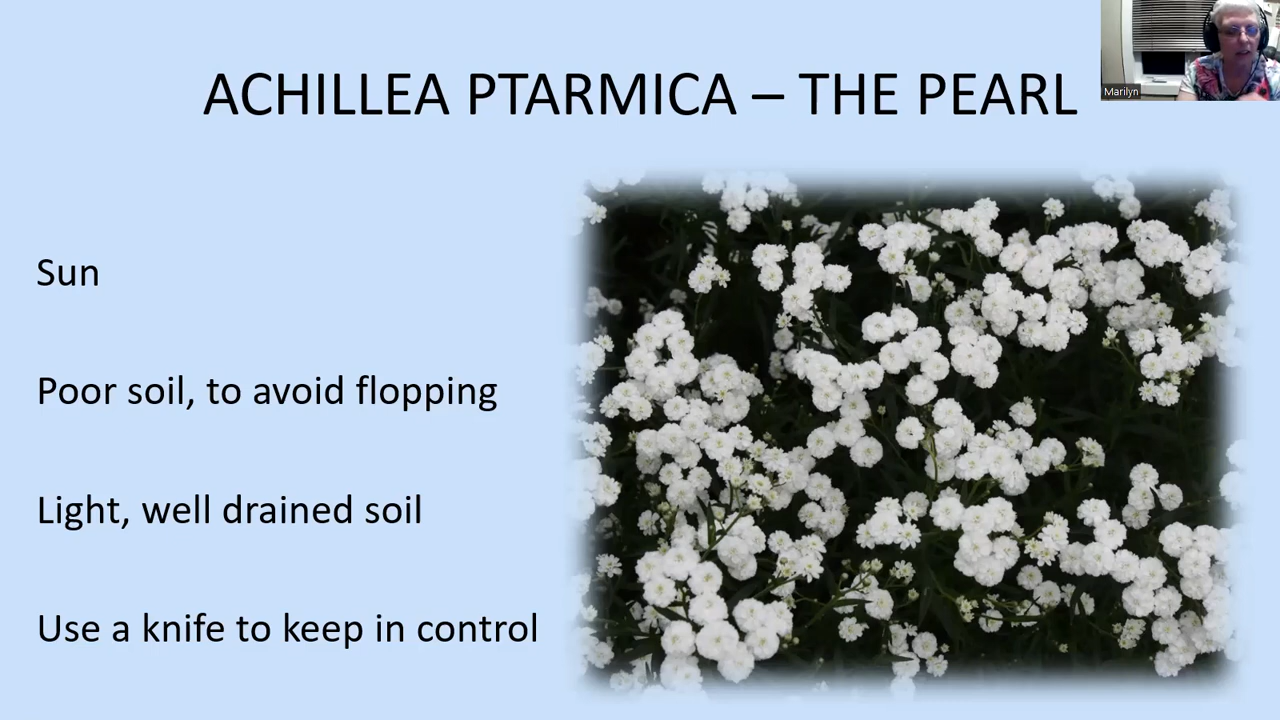 ACHILLEA PTARMICA – THE PEARL
Marilyn
Sun
Poor soil, to avoid flopping
Light, well drained soil
Use a knife to keep in control